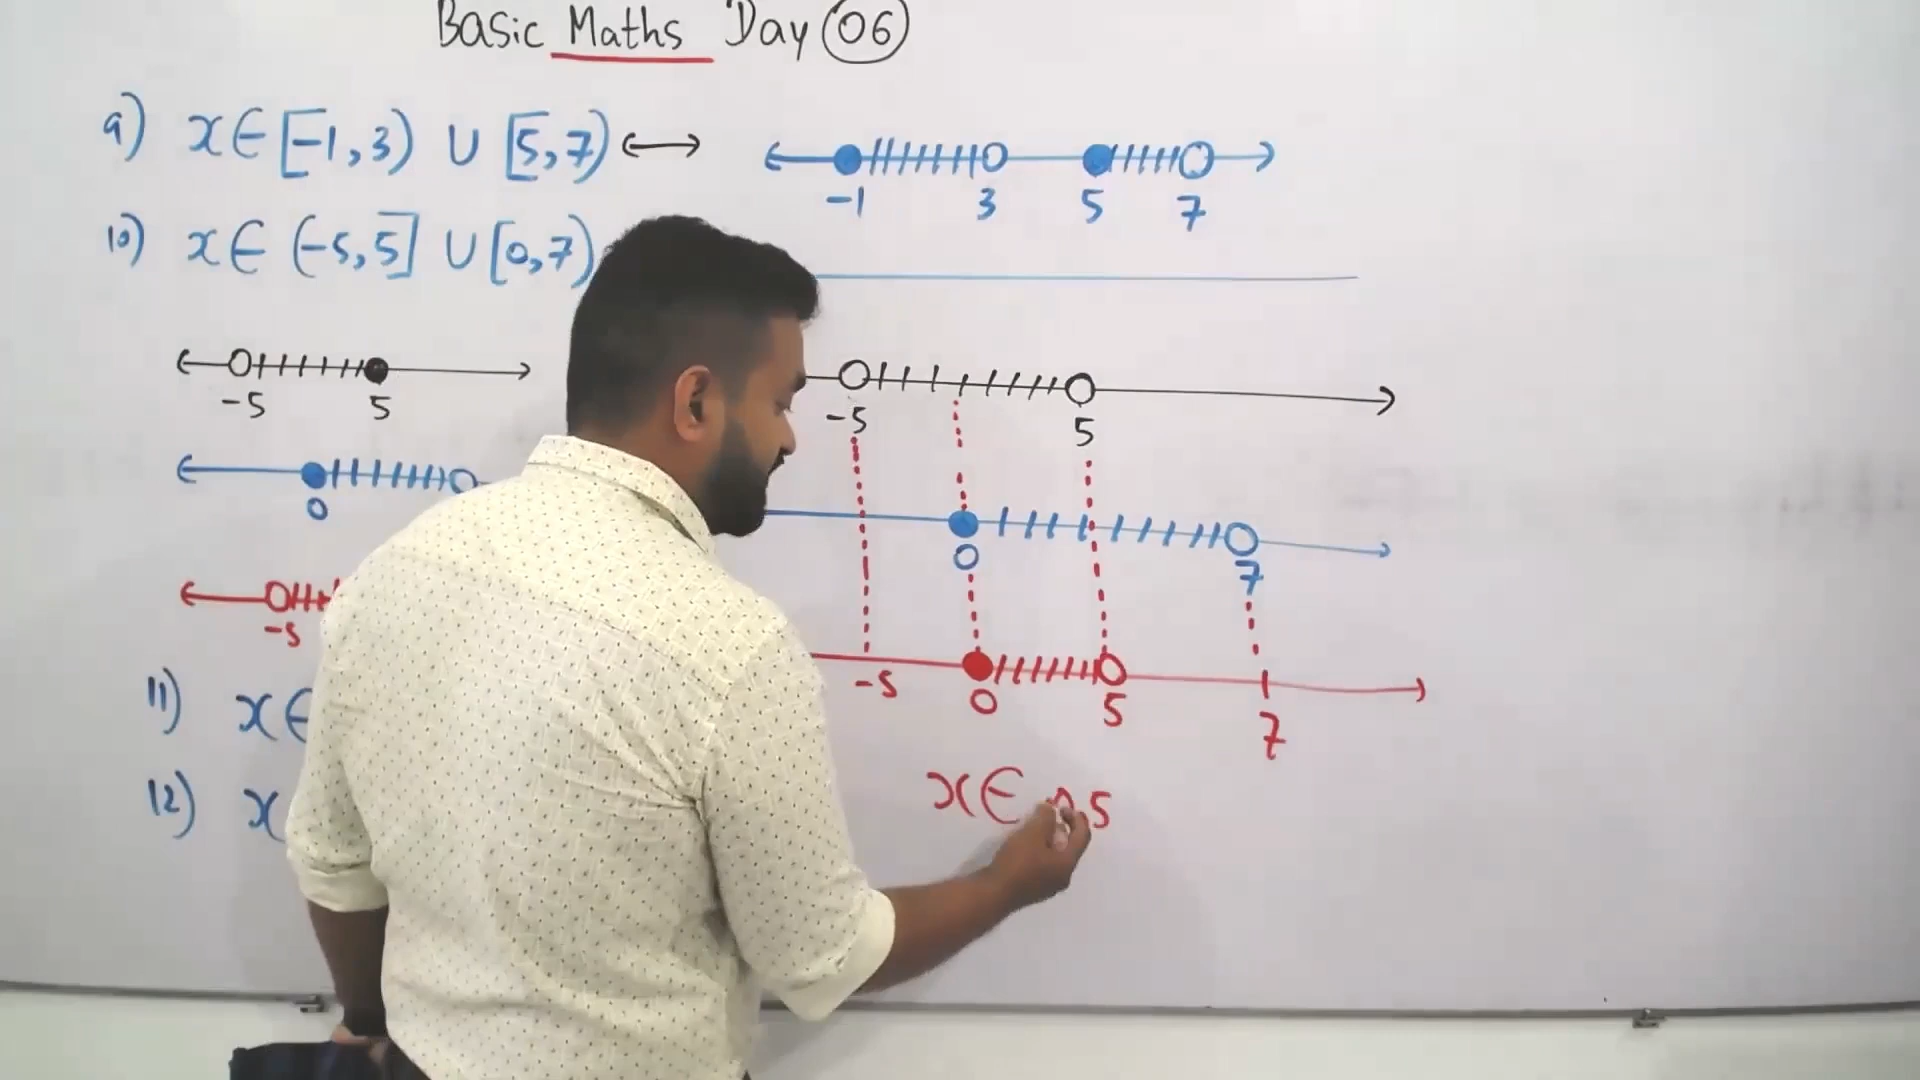 Basic Maths Day 06
9) x∈ [-1,3) ∪ [5,7) ↔
-1 3 5 7
10) x∈ (-5,5] ∪ [0,7)
-5 5
-5 5
0
0 7
-5
-5 0 5 7
11) x∈
12) x
x∈ 5